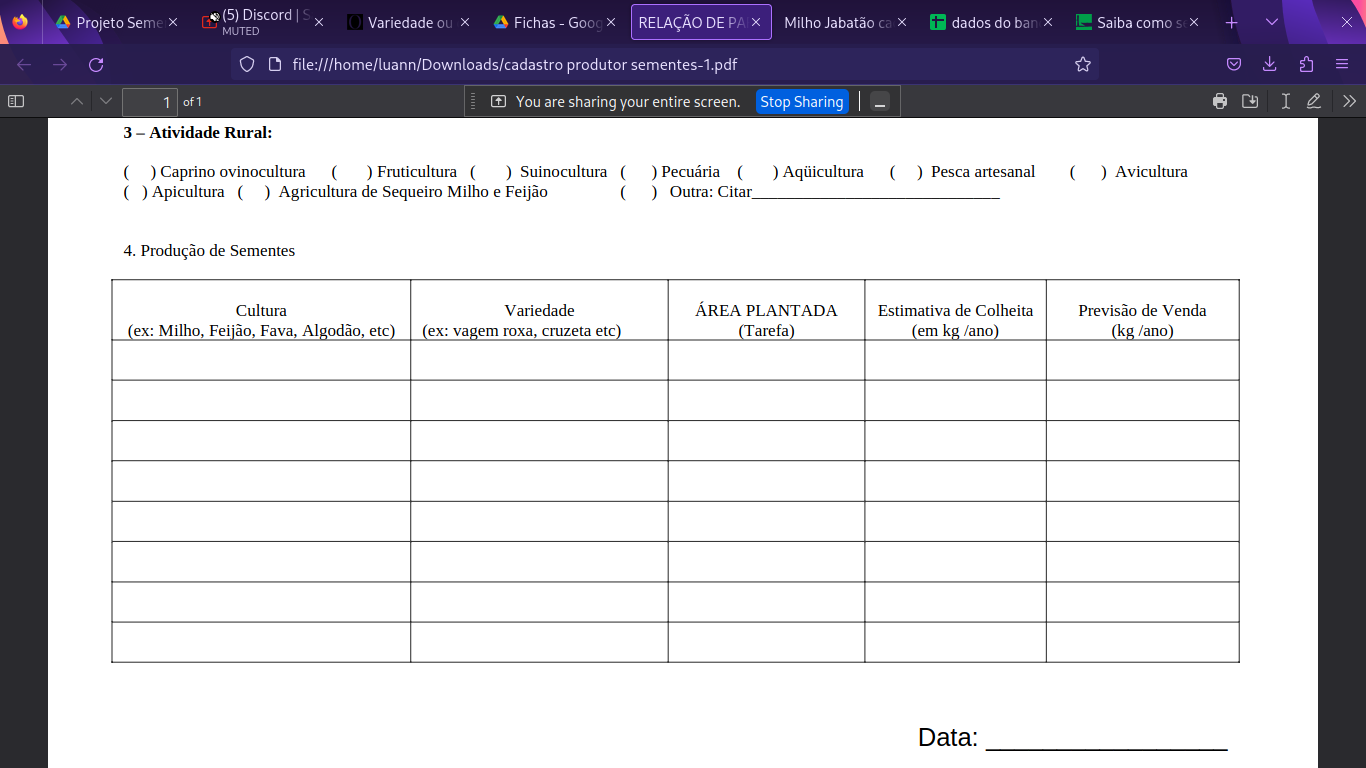 Projeto Seme
(5) Discord | S
MUTED
Variedade ou
Fichas - Goog
RELAÇÃO DE PA
Milho Jabatão ca
dados do ban
Saiba como se
file:///home/luann/Downloads/cadastro produtor sementes-1.pdf
1 of 1
You are sharing your entire screen. Stop Sharing
3 – Atividade Rural:
( ) Caprino ovinocultura ( ) Fruticultura ( ) Suinocultura ( ) Pecuária ( ) Aqüicultura ( ) Pesca artesanal ( ) Avicultura
( ) Apicultura ( ) Agricultura de Sequeiro Milho e Feijão ( ) Outra: Citar_____________________________
4. Produção de Sementes
Cultura
(ex: Milho, Feijão, Fava, Algodão, etc)
Variedade
(ex: vagem roxa, cruzeta etc)
ÁREA PLANTADA
(Tarefa)
Estimativa de Colheita
(em kg /ano)
Previsão de Venda
(kg /ano)
Data: _________________